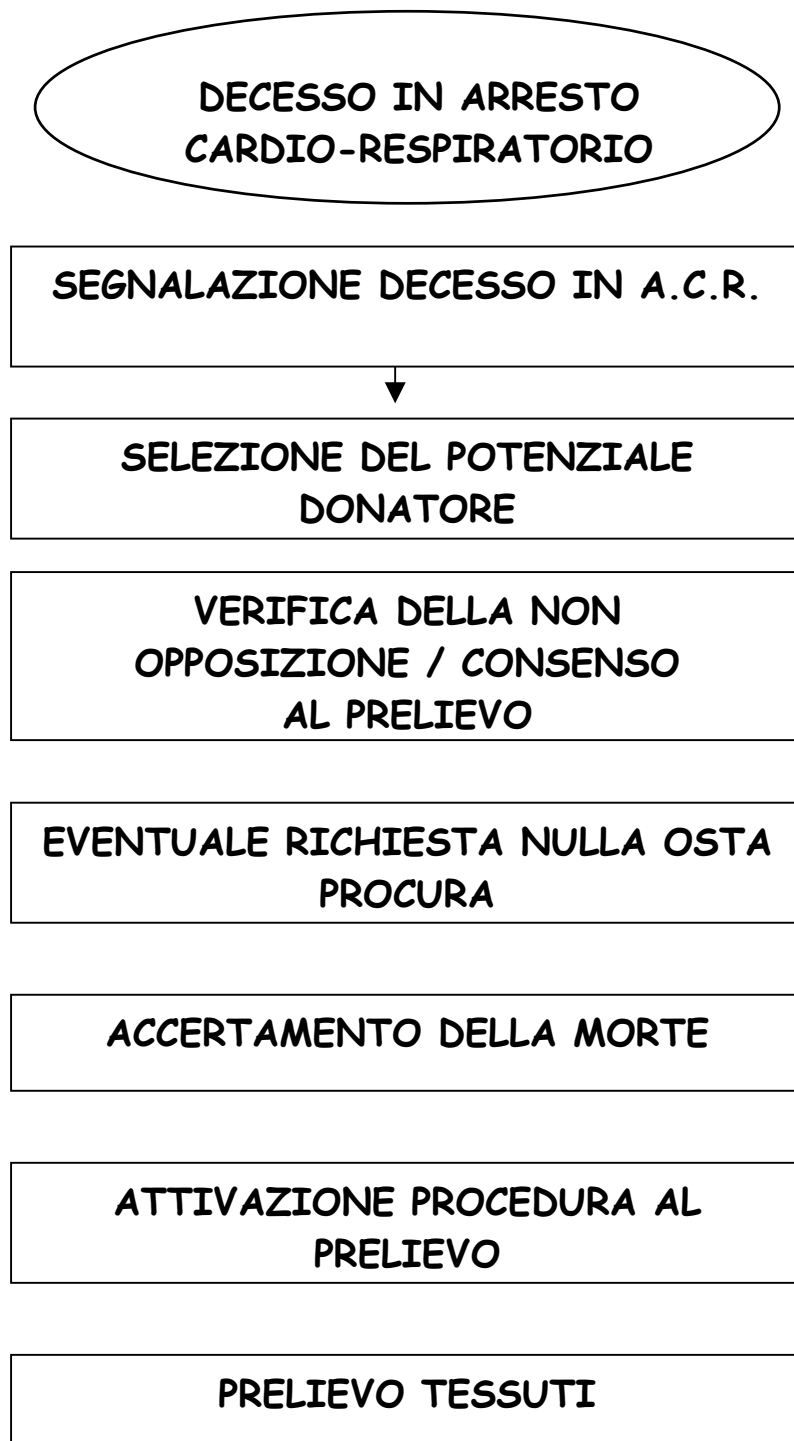 DECESSO IN ARRESTO
CARDIO-RESPIRATORIO
SEGNALAZIONE DECESSO IN A.C.R.
SELEZIONE DEL POTENZIALE
DONATORE
VERIFICA DELLA NON
OPPOSIZIONE / CONSENSO
AL PRELIEVO
EVENTUALE RICHIESTA NULLA OSTA
PROCURA
ACCERTAMENTO DELLA MORTE
ATTIVAZIONE PROCEDURA AL
PRELIEVO
PRELIEVO TESSUTI